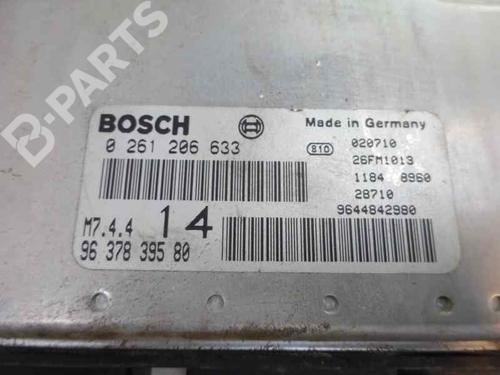 B-PARTS
BOSCH
Made in Germany
0 261 206 633
810
020710
26FM1013
1184 8960
28710
9644842980
M7.4.4 14
96 378 395 80